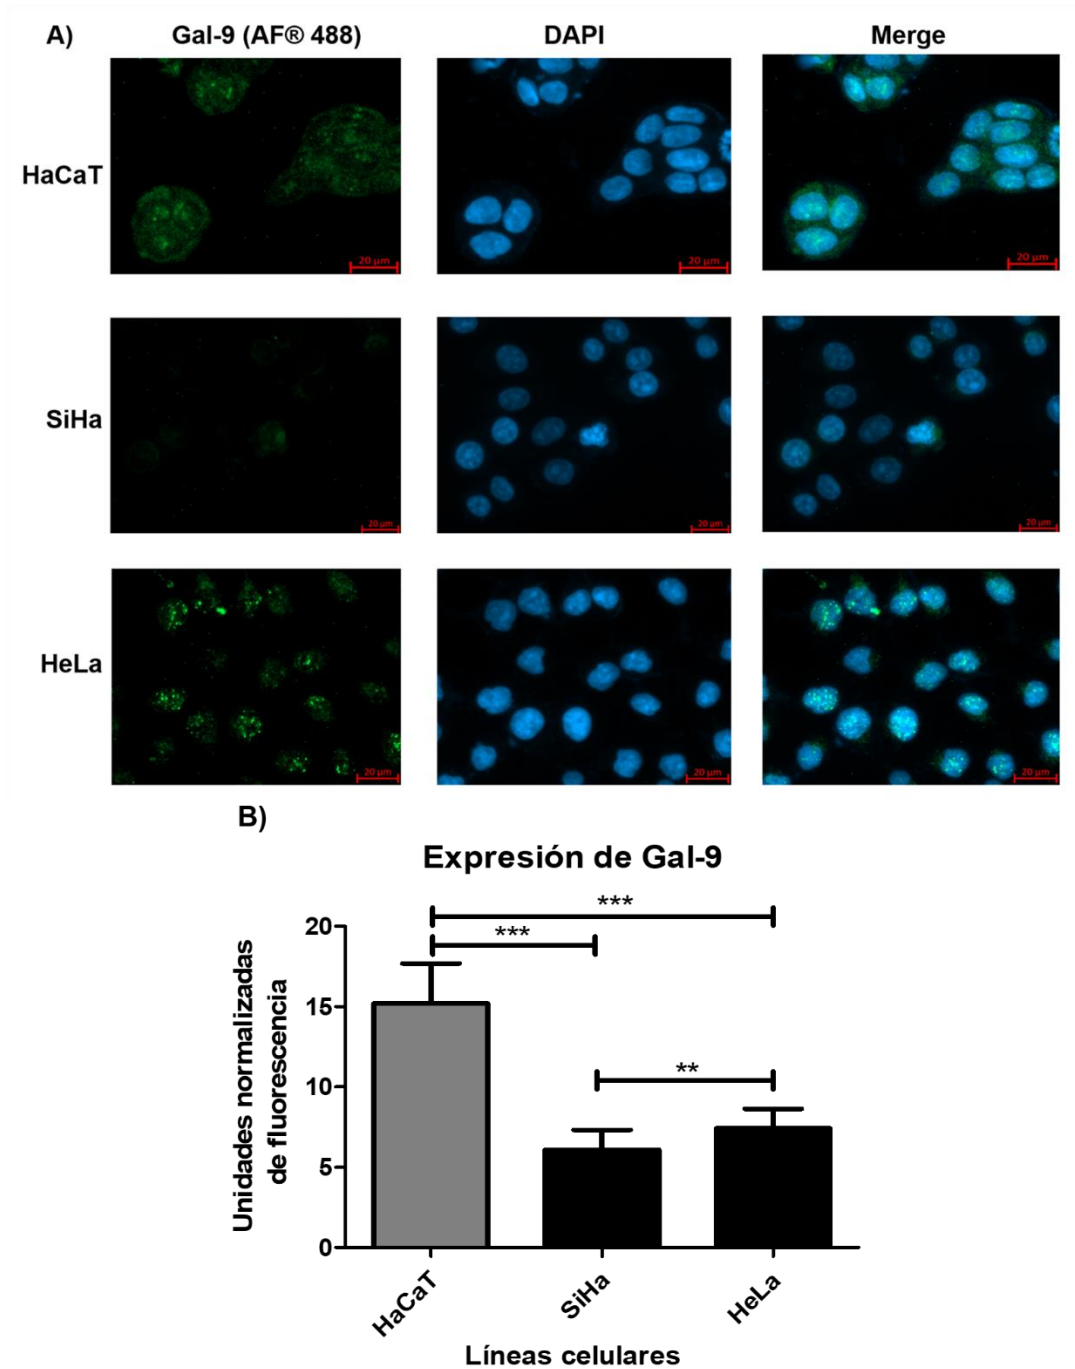 A) Gal-9 (AF® 488) DAPI Merge
HaCaT
20 µm 20 µm 20 µm
SiHa
20 µm 20 µm 20 µm
HeLa
20 µm 20 µm 20 µm
B)
Expresión de Gal-9
***
***
**
Unidades normalizadas
de fluorescencia
20
15
10
5
0
HaCaT SiHa HeLa
Líneas celulares